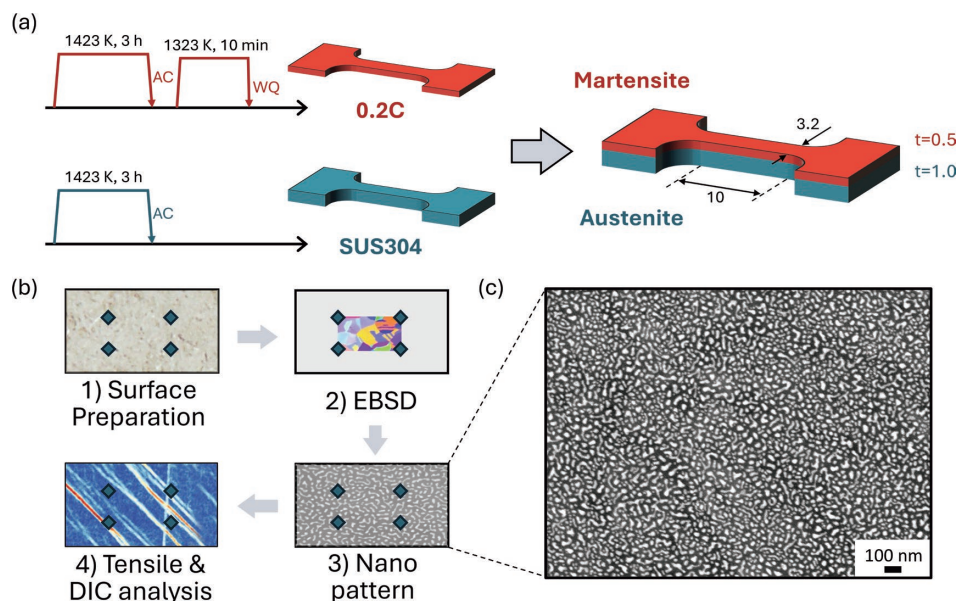 (a)
1423 K, 3 h
1323 K, 10 min
AC
WQ
0.2C
1423 K, 3 h
AC
SUS304
Martensite
3.2
t=0.5
t=1.0
10
Austenite
(b)
1) Surface
Preparation
2) EBSD
3) Nano
pattern
4) Tensile &
DIC analysis
(c)
100 nm